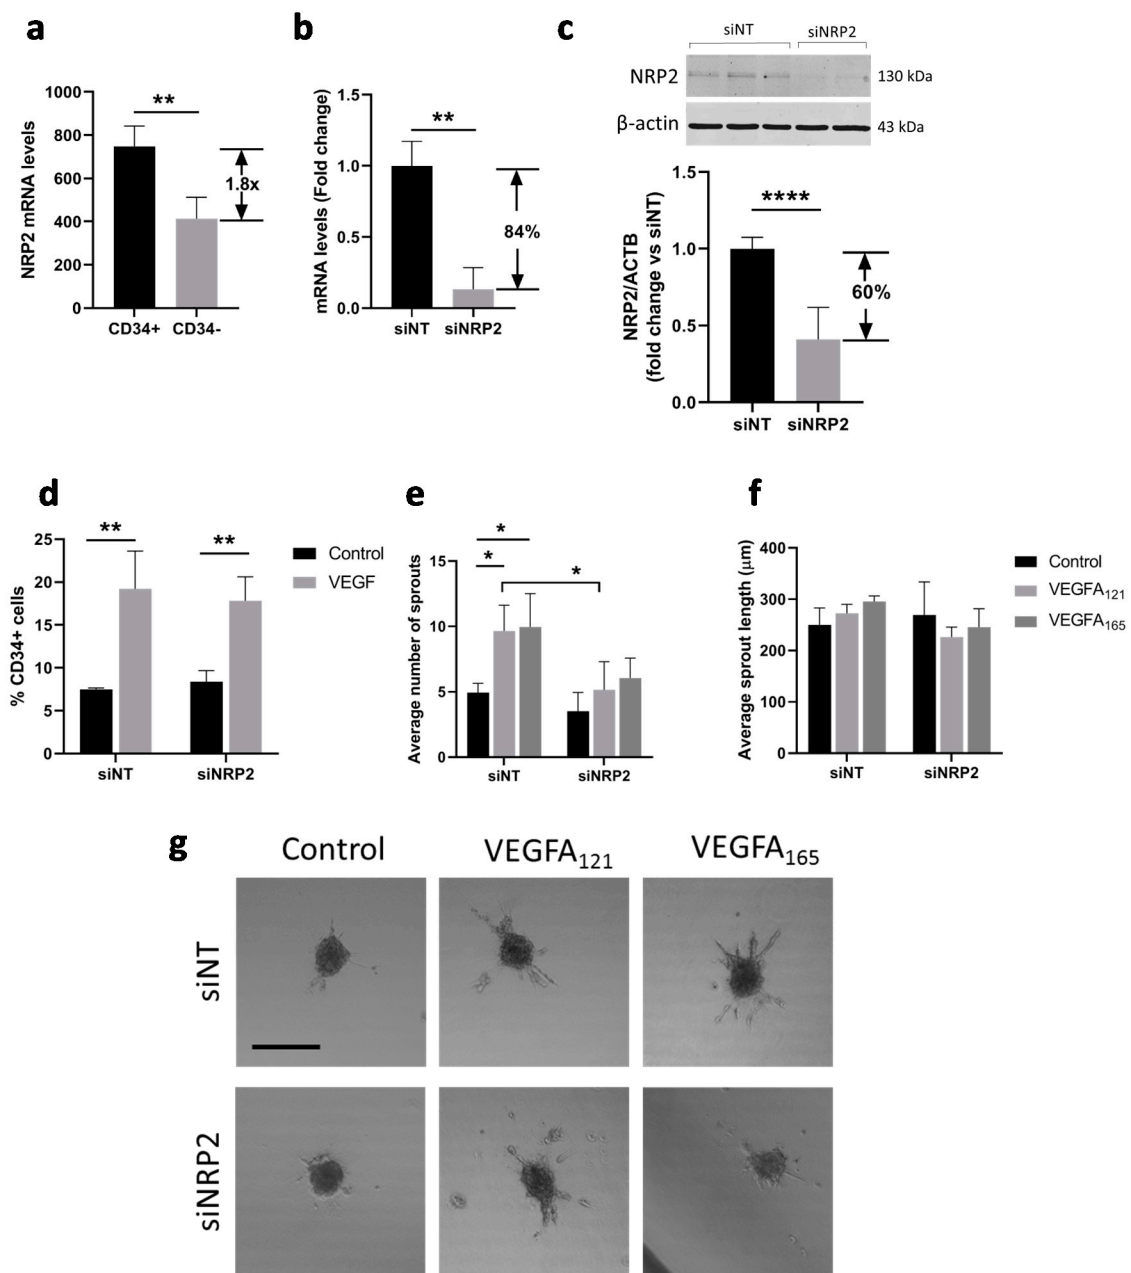 a
NRP2 mRNA levels
1000
800
600
400
200
0
**
1.8x
CD34+ CD34-
b
mRNA levels (Fold change)
1.5
1.0
0.5
0.0
**
84%
siNT siNRP2
c
siNT siNRP2
NRP2 130 kDa
β-actin 43 kDa
NRP2/ACTB
(fold change vs siNT)
1.5
1.0
0.5
0.0
****
60%
siNT siNRP2
d
% CD34+ cells
25
20
15
10
5
0
** **
siNT siNRP2
Control
VEGF
e
Average number of sprouts
15
10
5
0
*
*
*
siNT siNRP2
f
Average sprout length (μm)
400
300
200
100
0
siNT siNRP2
Control
VEGFA121
VEGFA165
g
Control VEGFA121 VEGFA165
siNT
siNRP2